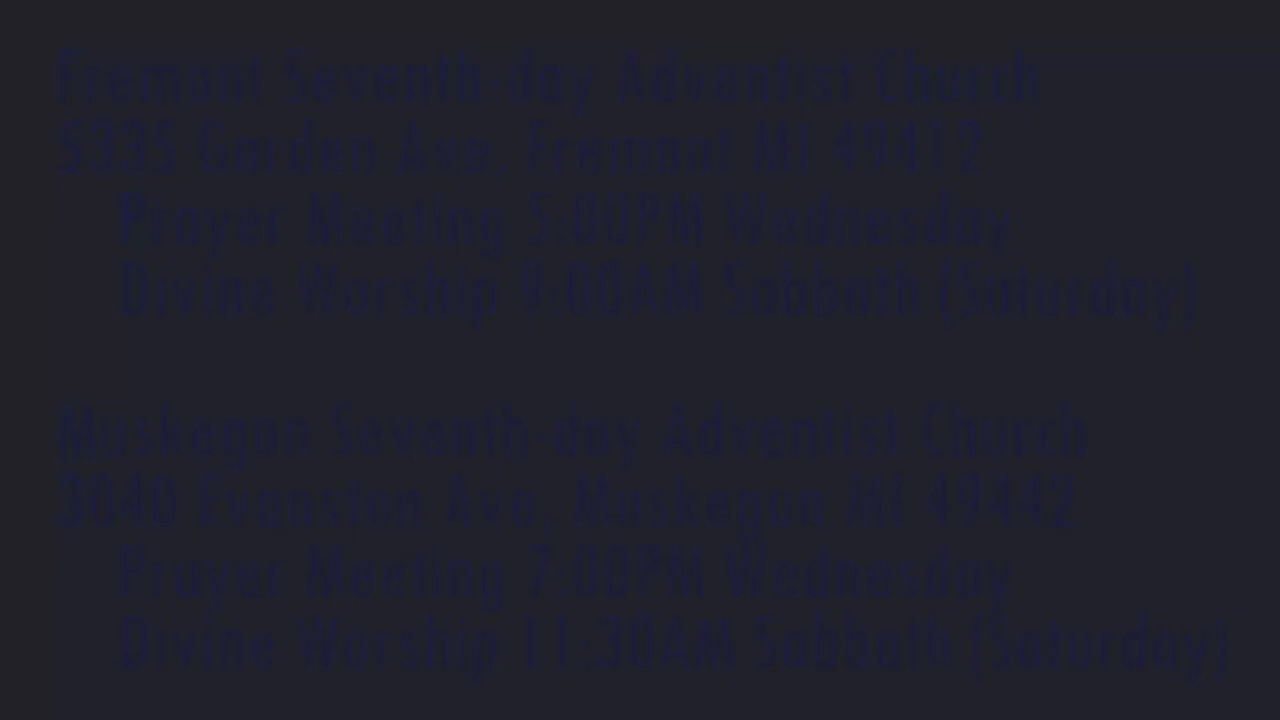 Fremont Seventh-day Adventist Church
5325 Garden Ave. Fremont MI 49412
Prayer Meeting 5:00PM Wednesday
Divine Worship 9:00AM Sabbath (Saturday)
Muskegon Seventh-day Adventist Church
3040 Evanston Ave. Muskegon MI 49442
Prayer Meeting 7:00PM Wednesday
Divine Worship 11:30AM Sabbath (Saturday)